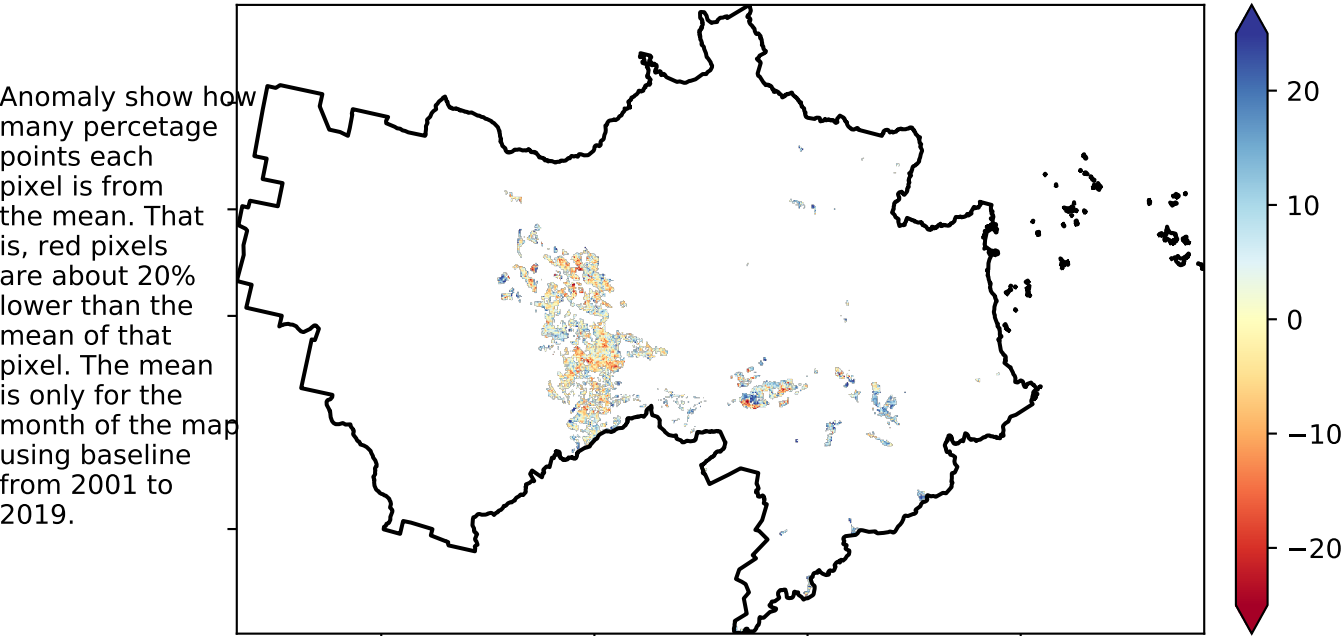 Anomaly show how
many percetage
points each
pixel is from
the mean. That
is, red pixels
are about 20%
lower than the
mean of that
pixel. The mean
is only for the
month of the map
using baseline
from 2001 to
2019.
20
10
0
−10
−20